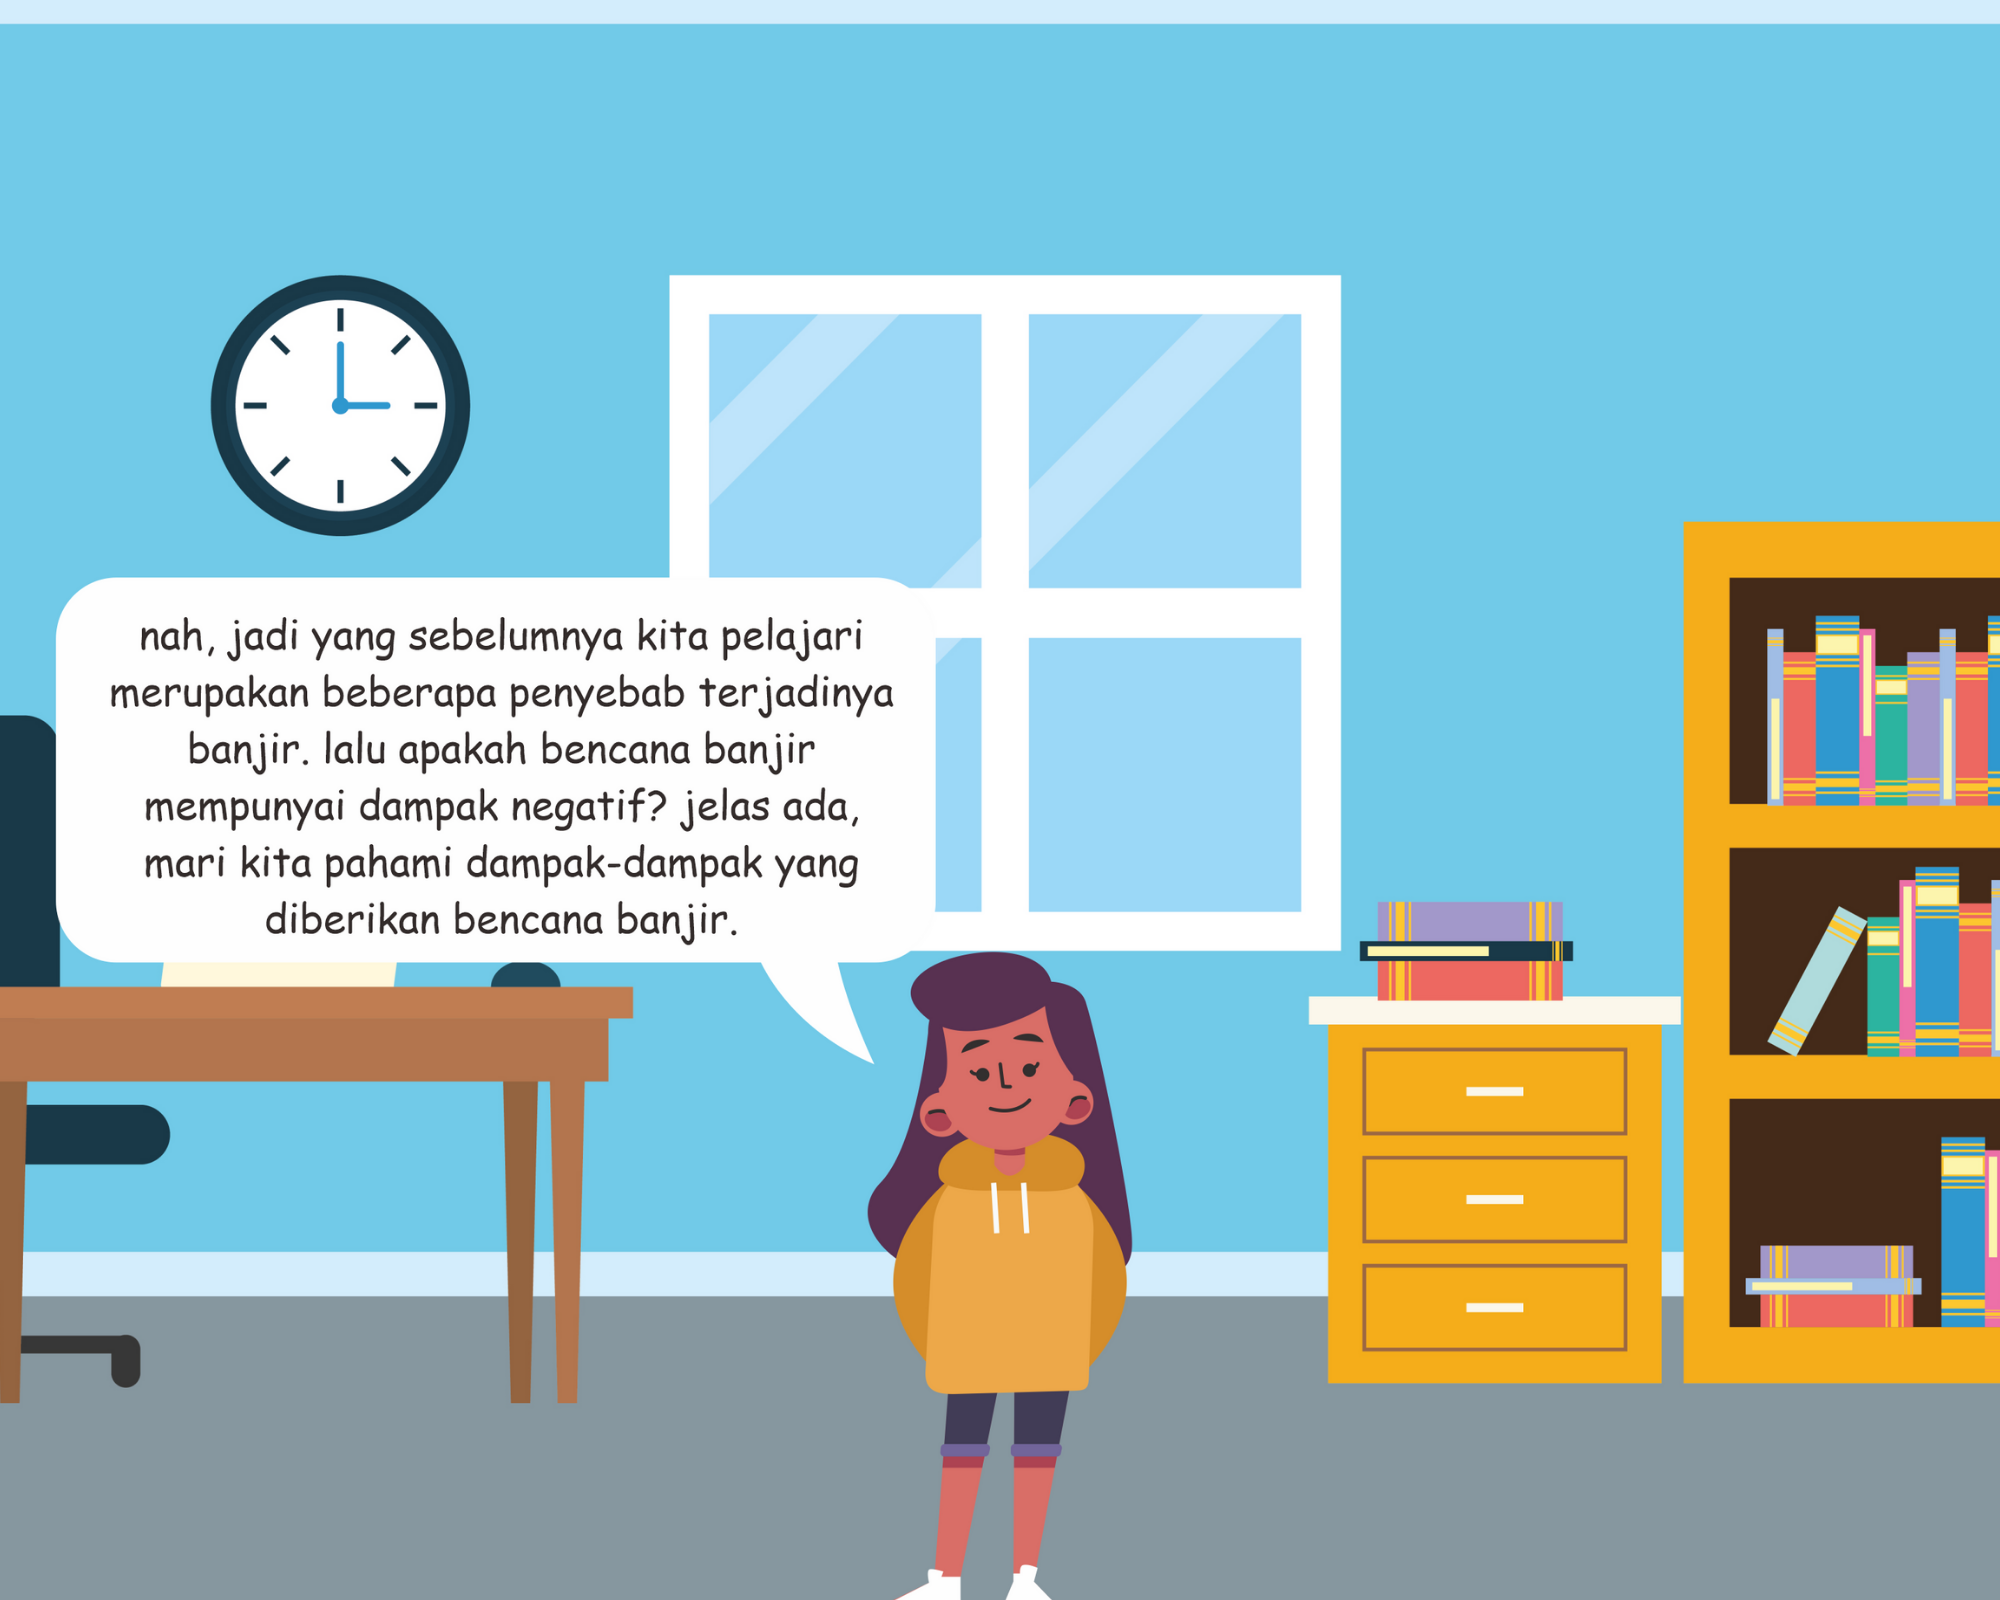 nah, jadi yang sebelumnya kita pelajari
merupakan beberapa penyebab terjadinya
banjir. lalu apakah bencana banjir
mempunyai dampak negatif? jelas ada,
mari kita pahami dampak-dampak yang
diberikan bencana banjir.